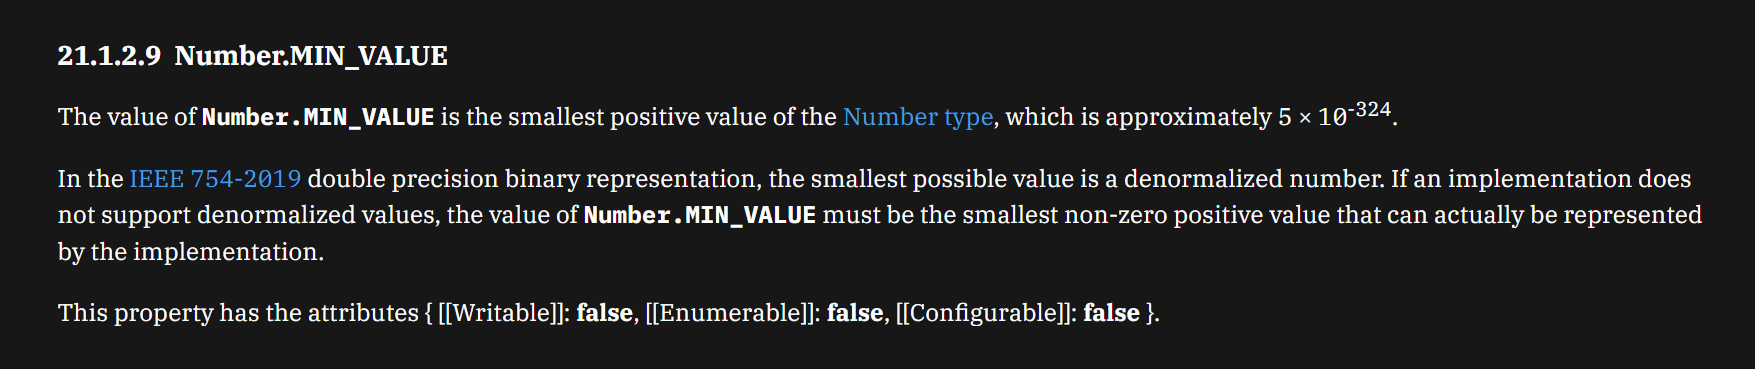 21.1.2.9 Number.MIN_VALUE
The value of Number.MIN_VALUE is the smallest positive value of the Number type, which is approximately 5 × 10-324.
In the IEEE 754-2019 double precision binary representation, the smallest possible value is a denormalized number. If an implementation does
not support denormalized values, the value of Number.MIN_VALUE must be the smallest non-zero positive value that can actually be represented
by the implementation.
This property has the attributes { [[Writable]]: false, [[Enumerable]]: false, [[Configurable]]: false }.